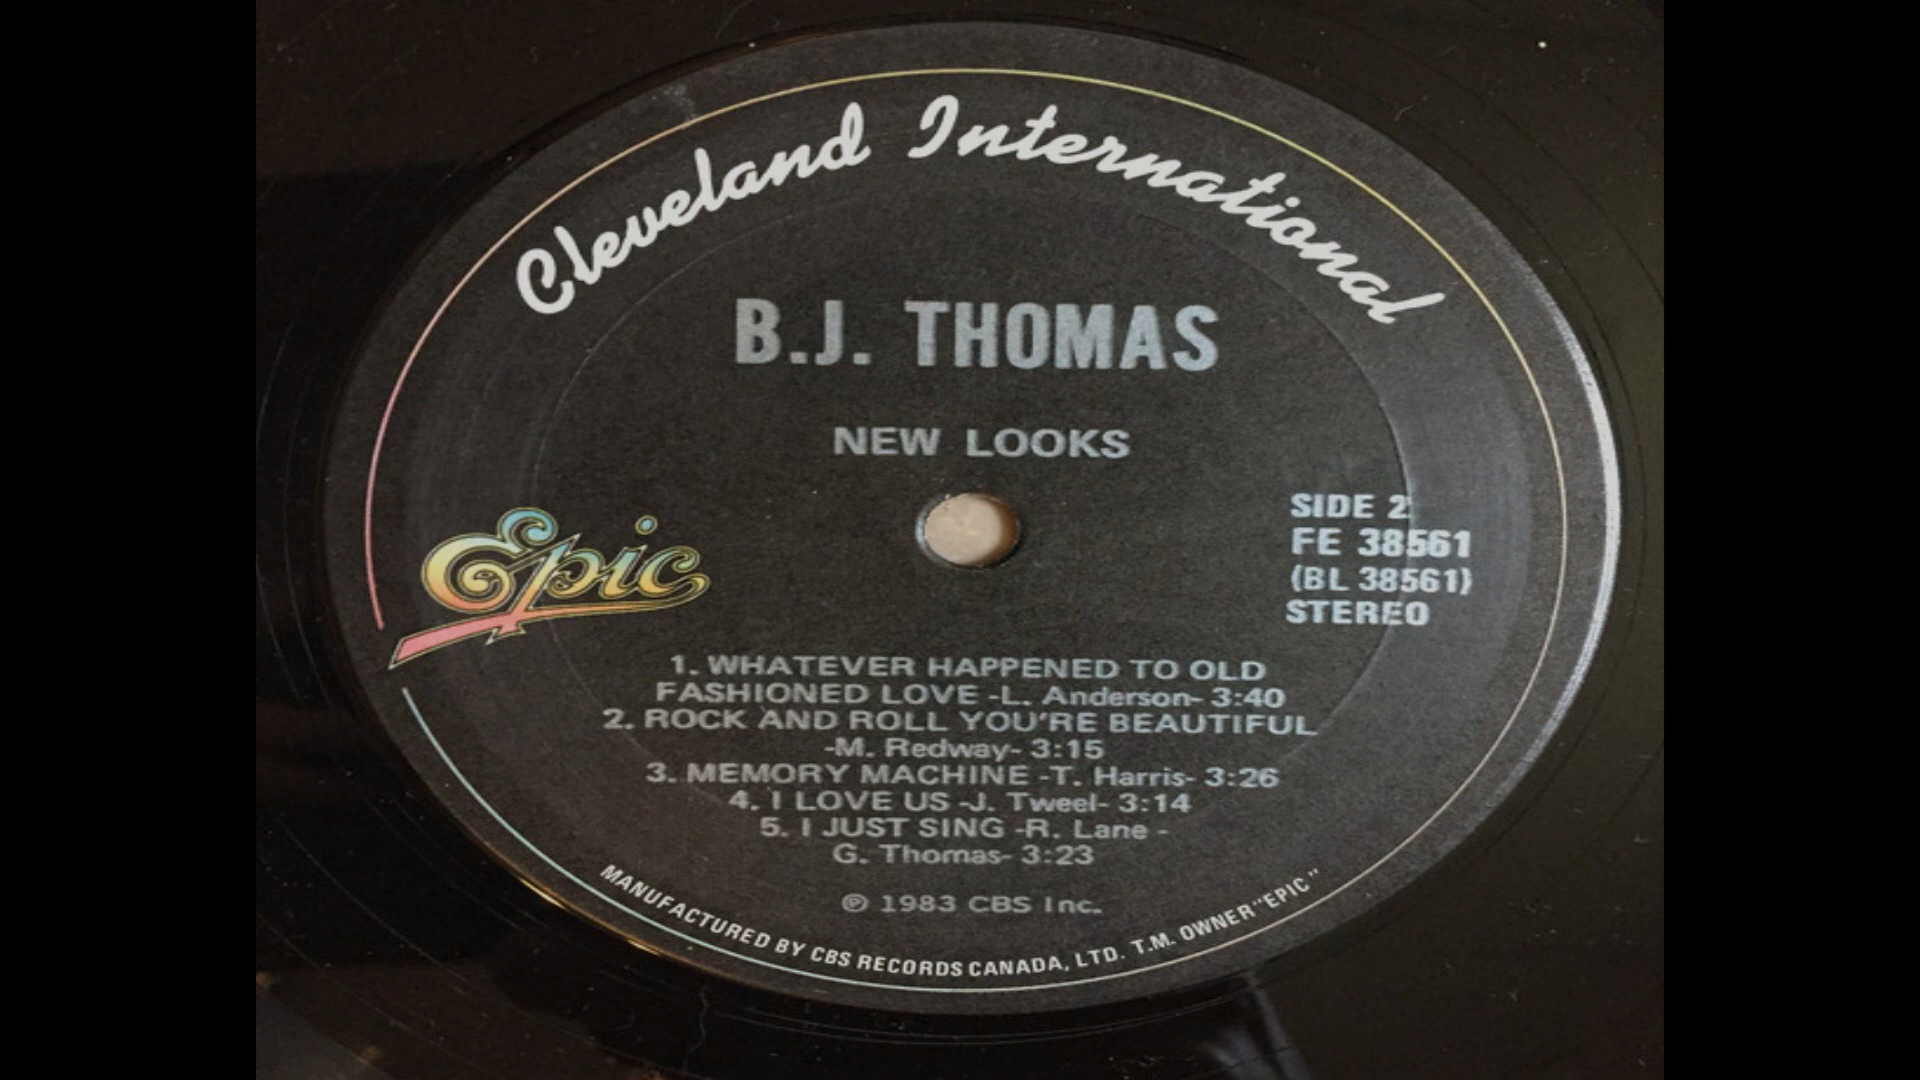 Cleveland International
B.J. THOMAS
NEW LOOKS
Epic
SIDE 2
FE 38561
(BL 38561)
STEREO
1. WHATEVER HAPPENED TO OLD
FASHIONED LOVE -L. Anderson- 3:40
2. ROCK AND ROLL YOU'RE BEAUTIFUL
-M. Redway- 3:15
3. MEMORY MACHINE -T. Harris- 3:26
4. I LOVE US -J. Tweel- 3:14
5. I JUST SING -R. Lane -
G. Thomas- 3:23
℗ 1983 CBS Inc.
MANUFACTURED BY CBS RECORDS CANADA, LTD. T.M. OWNER "EPIC"